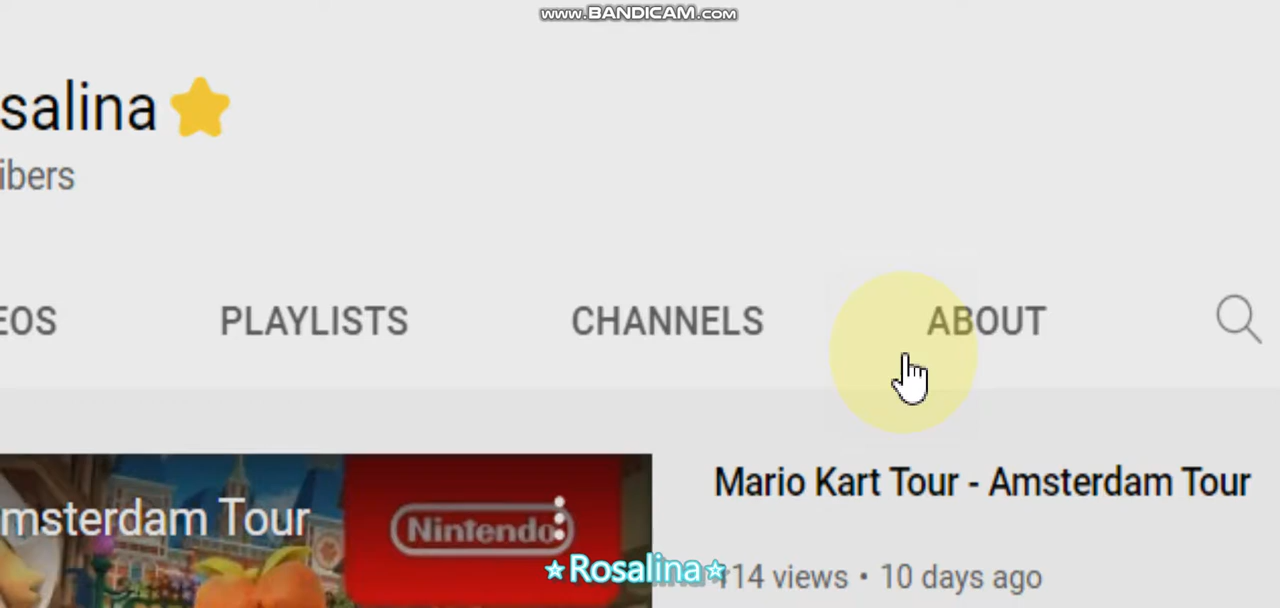 www.BANDICAM.com
salina
ibers
EOS PLAYLISTS CHANNELS ABOUT
Mario Kart Tour - Amsterdam Tour
msterdam Tour
Nintendo
☆Rosalina☆
114 views • 10 days ago